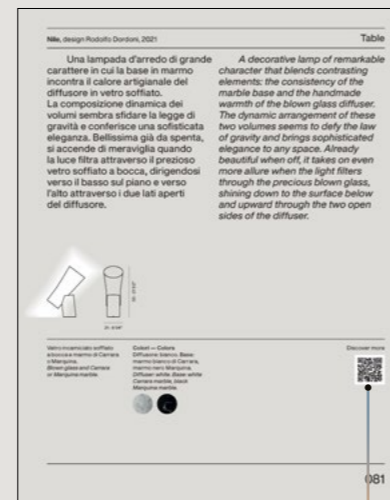 Nile, design Rodolfo Dordoni, 2021
Table
Una lampada d'arredo di grande
carattere in cui la base in marmo
incontra il calore artigianale del
diffusore in vetro soffiato.
La composizione dinamica dei
volumi sembra sfidare la legge di
gravità e conferisce una sofisticata
eleganza. Bellissima già da spenta,
si accende di meraviglia quando
la luce filtra attraverso il prezioso
vetro soffiato a bocca, dirigendosi
verso il basso sul piano e verso
l'alto attraverso i due lati aperti
del diffusore.
A decorative lamp of remarkable
character that blends contrasting
elements: the consistency of the
marble base and the handmade
warmth of the blown glass diffuser.
The dynamic arrangement of these
two volumes seems to defy the law
of gravity and brings sophisticated
elegance to any space. Already
beautiful when off, it takes on even
more allure when the light filters
through the precious blown glass,
shining down to the surface below
and upward through the two open
sides of the diffuser.
Vetro incamiciato soffiato
a bocca e marmo di Carrara
o Marquina.
Blown glass and Carrara
or Marquina marble.
Colori — Colors
Diffusore: bianco. Base:
marmo bianco di Carrara,
marmo nero Marquina.
Diffuser: white. Base: white
Carrara marble, black
Marquina marble.
Discover more
081